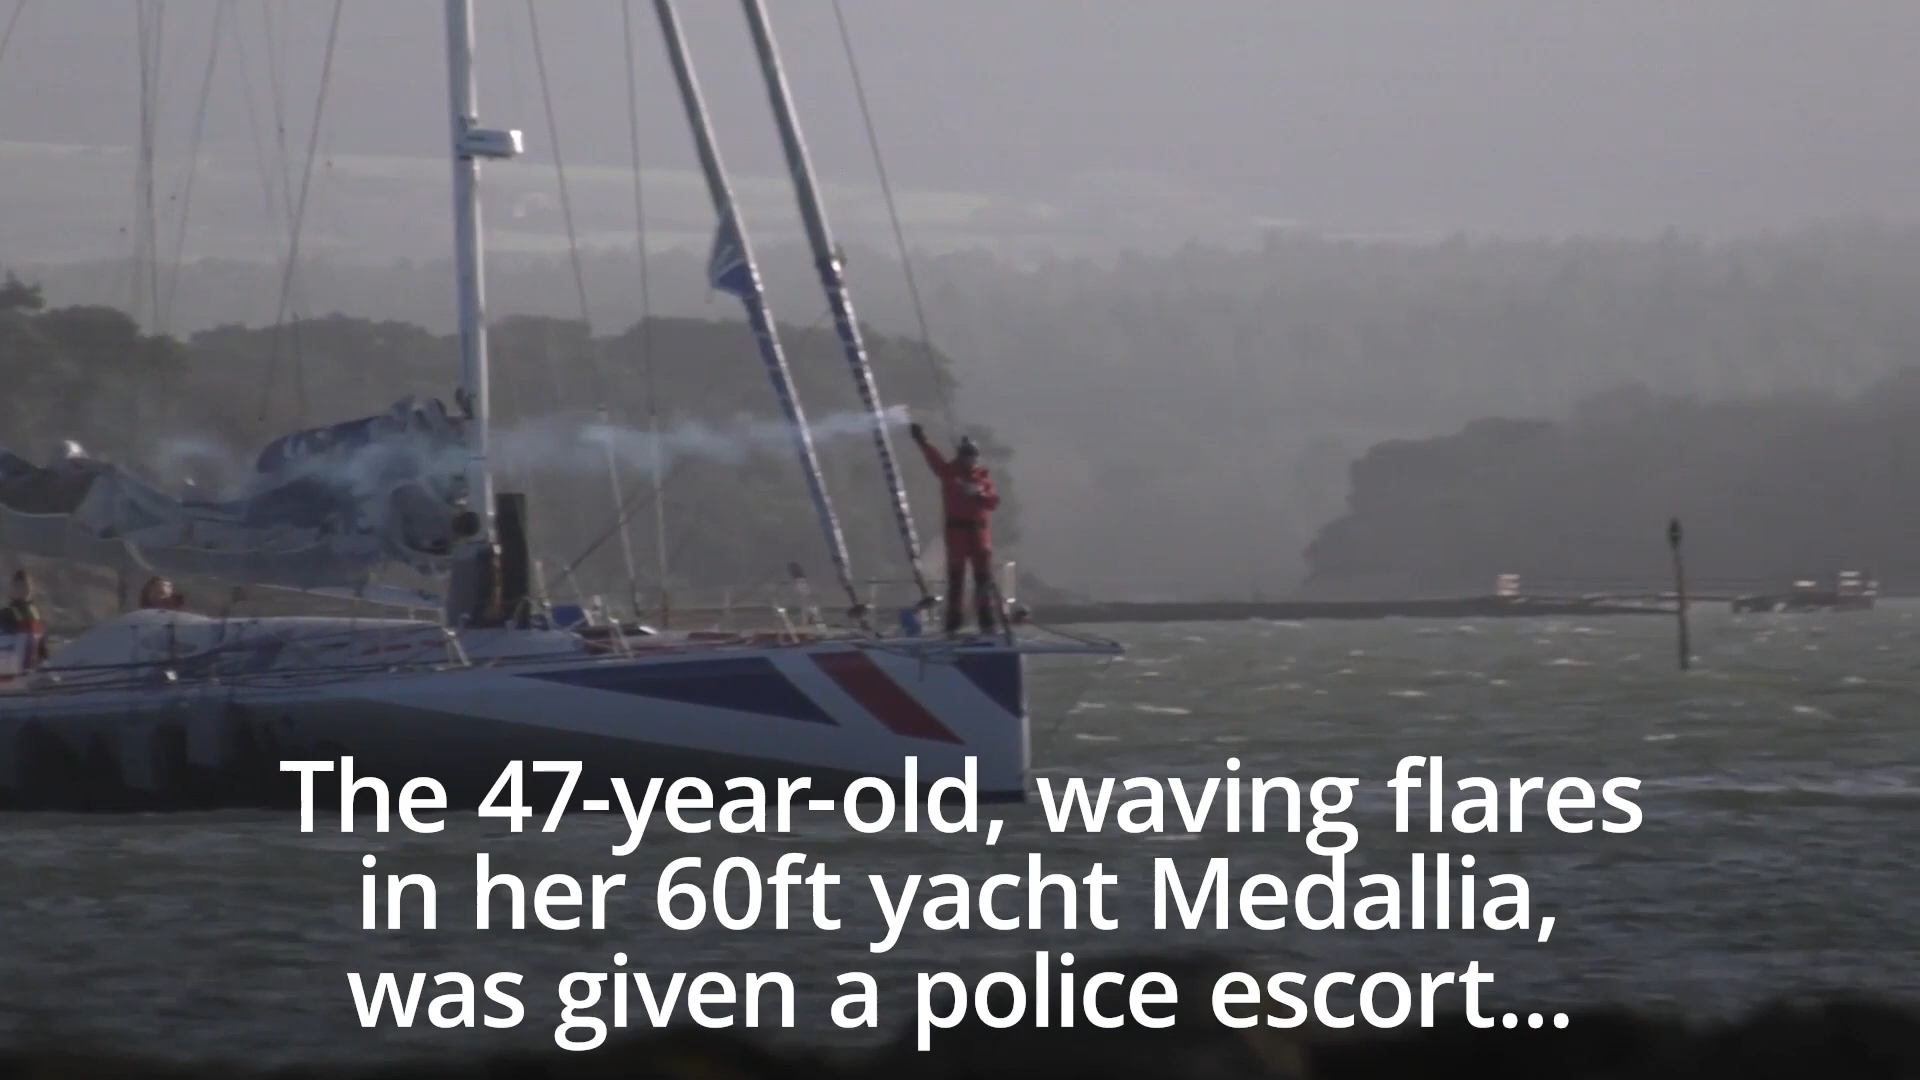 The 47-year-old, waving flares
in her 60ft yacht Medallia,
was given a police escort...